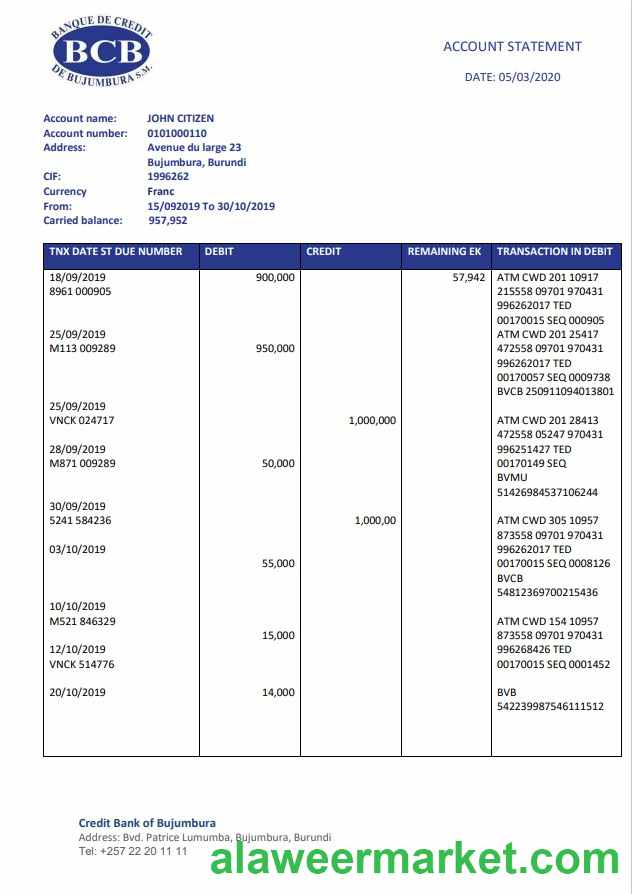 BANQUE DE CREDIT
BCB
DE BUJUMBURA S.M.
ACCOUNT STATEMENT
DATE: 05/03/2020
Account name: JOHN CITIZEN
Account number: 0101000110
Address: Avenue du large 23
Bujumbura, Burundi
CIF: 1996262
Currency Franc
From: 15/092019 To 30/10/2019
Carried balance: 957,952
TNX DATE ST DUE NUMBER DEBIT CREDIT REMAINING EK TRANSACTION IN DEBIT
18/09/2019 900,000 57,942 ATM CWD 201 10917
8961 000905 215558 09701 970431
996262017 TED
00170015 SEQ 000905
25/09/2019 ATM CWD 201 25417
M113 009289 950,000 472558 09701 970431
996262017 TED
00170057 SEQ 0009738
BVCB 250911094013801
25/09/2019
VNCK 024717 1,000,000 ATM CWD 201 28413
472558 05247 970431
28/09/2019 996251427 TED
M871 009289 50,000 00170149 SEQ
BVMU
51426984537106244
30/09/2019
5241 584236 1,000,00 ATM CWD 305 10957
873558 09701 970431
03/10/2019 996262017 TED
55,000 00170015 SEQ 0008126
BVCB
54812369700215436
10/10/2019
M521 846329 ATM CWD 154 10957
15,000 873558 09701 970431
12/10/2019 996268426 TED
VNCK 514776 00170015 SEQ 0001452
20/10/2019 14,000 BVB
542239987546111512
Credit Bank of Bujumbura
Address: Bvd. Patrice Lumumba, Bujumbura, Burundi
Tel: +257 22 20 11 11
alaweermarket.com